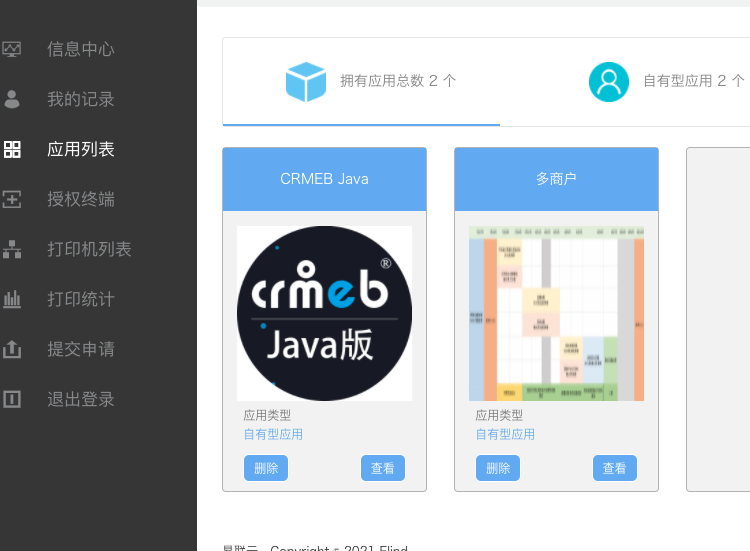 信息中心
我的记录
应用列表
授权终端
打印机列表
打印统计
提交申请
退出登录
拥有应用总数 2 个
自有型应用 2 个
CRMEB Java
crmeb®
Java版
应用类型
自有型应用
删除
查看
多商户
应用类型
自有型应用
删除
查看
易联云 Copyright © 2021 Elind